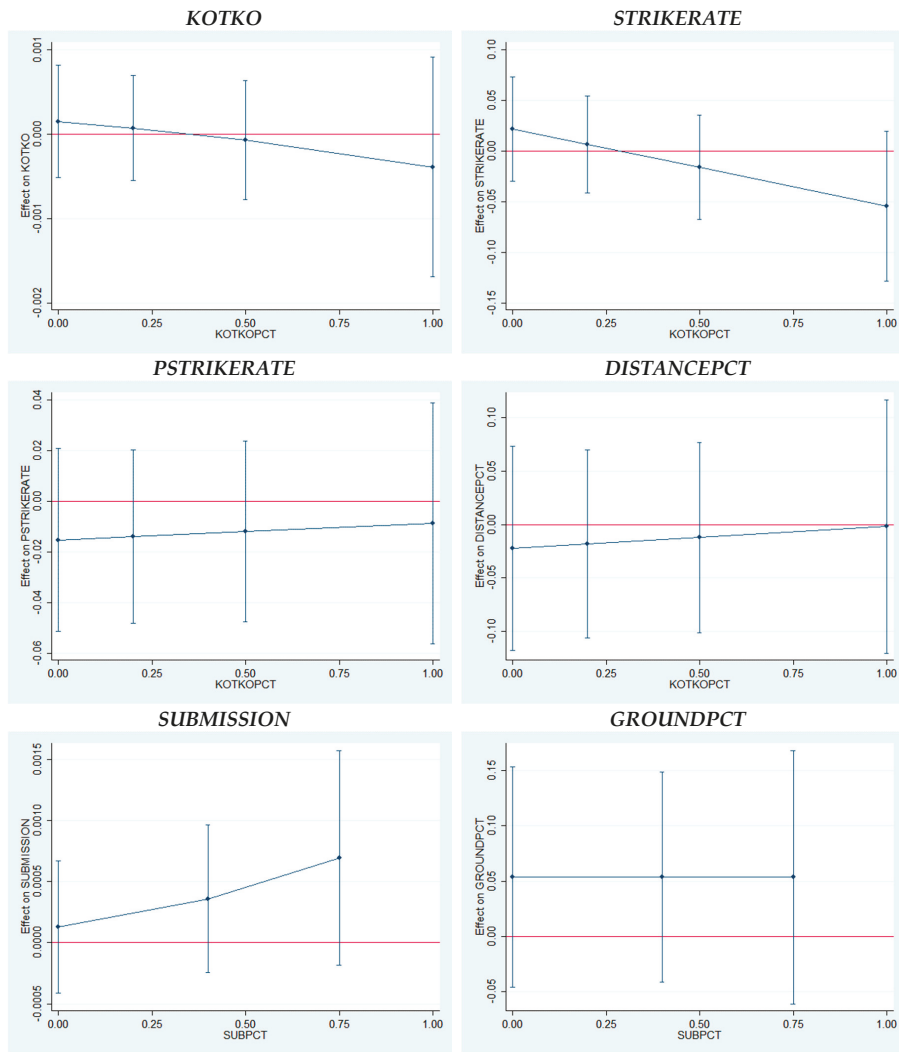 KOTKO
STRIKERATE
Effect on KOTKO
0.001
0.000
-0.001
-0.002
0.00 0.25 0.50 0.75 1.00
KOTKOPCT
Effect on STRIKERATE
0.10
0.05
0.00
-0.05
-0.10
-0.15
0.00 0.25 0.50 0.75 1.00
KOTKOPCT
PSTRIKERATE
DISTANCEPCT
Effect on PSTRIKERATE
0.04
0.02
0.00
-0.02
-0.04
-0.06
0.00 0.25 0.50 0.75 1.00
KOTKOPCT
Effect on DISTANCEPCT
0.10
0.05
0.00
-0.05
-0.10
0.00 0.25 0.50 0.75 1.00
KOTKOPCT
SUBMISSION
GROUNDPCT
Effect on SUBMISSION
0.0015
0.0010
0.0005
0.0000
-0.0005
0.00 0.25 0.50 0.75 1.00
SUBPCT
Effect on GROUNDPCT
0.15
0.10
0.05
0.00
-0.05
0.00 0.25 0.50 0.75 1.00
SUBPCT